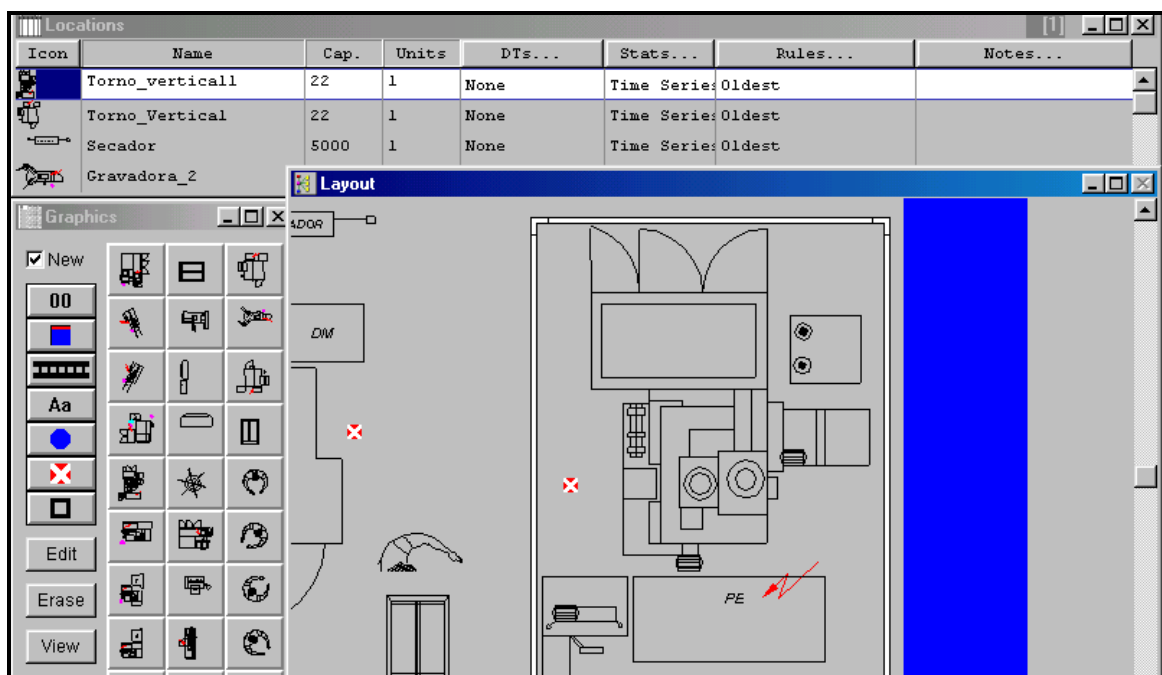 Locations [1]
Icon Name Cap. Units DTs... Stats... Rules... Notes...
Torno_vertical1 22 1 None Time Series Oldest
Torno_Vertical 22 1 None Time Series Oldest
Secador 5000 1 None Time Series Oldest
Gravadora_2
Layout
Graphics
ADOR
New
00
DM
Aa
Edit
Erase
PE
View